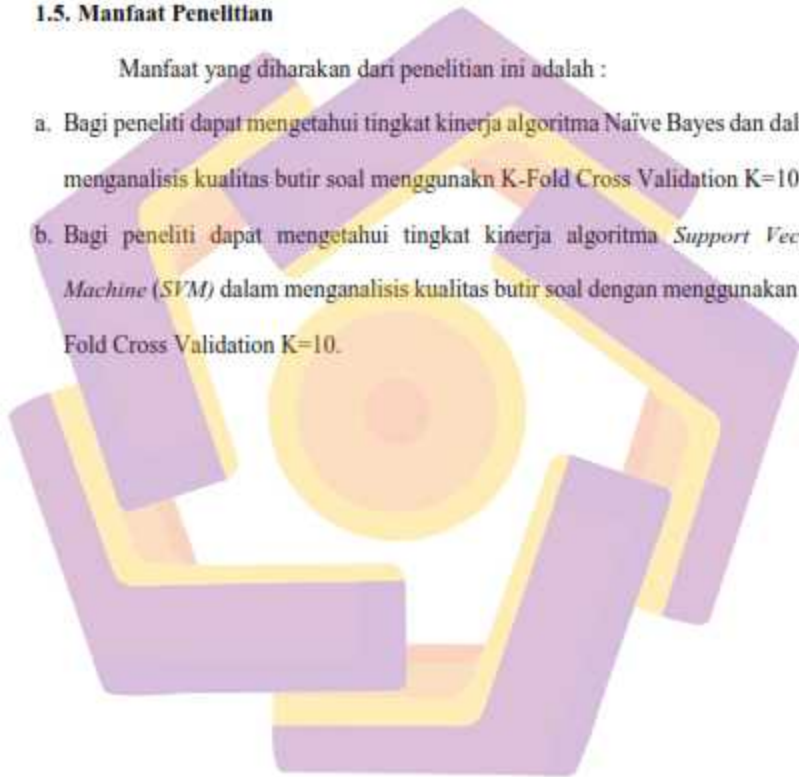 1.5. Manfaat Penelitian
Manfaat yang diharakan dari penelitian ini adalah :
a. Bagi peneliti dapat mengetahui tingkat kinerja algoritma Naïve Bayes dan dal
menganalisis kualitas butir soal menggunakn K-Fold Cross Validation K=10
b. Bagi peneliti dapat mengetahui tingkat kinerja algoritma Support Vec
Machine (SVM) dalam menganalisis kualitas butir soal dengan menggunakan
Fold Cross Validation K=10.